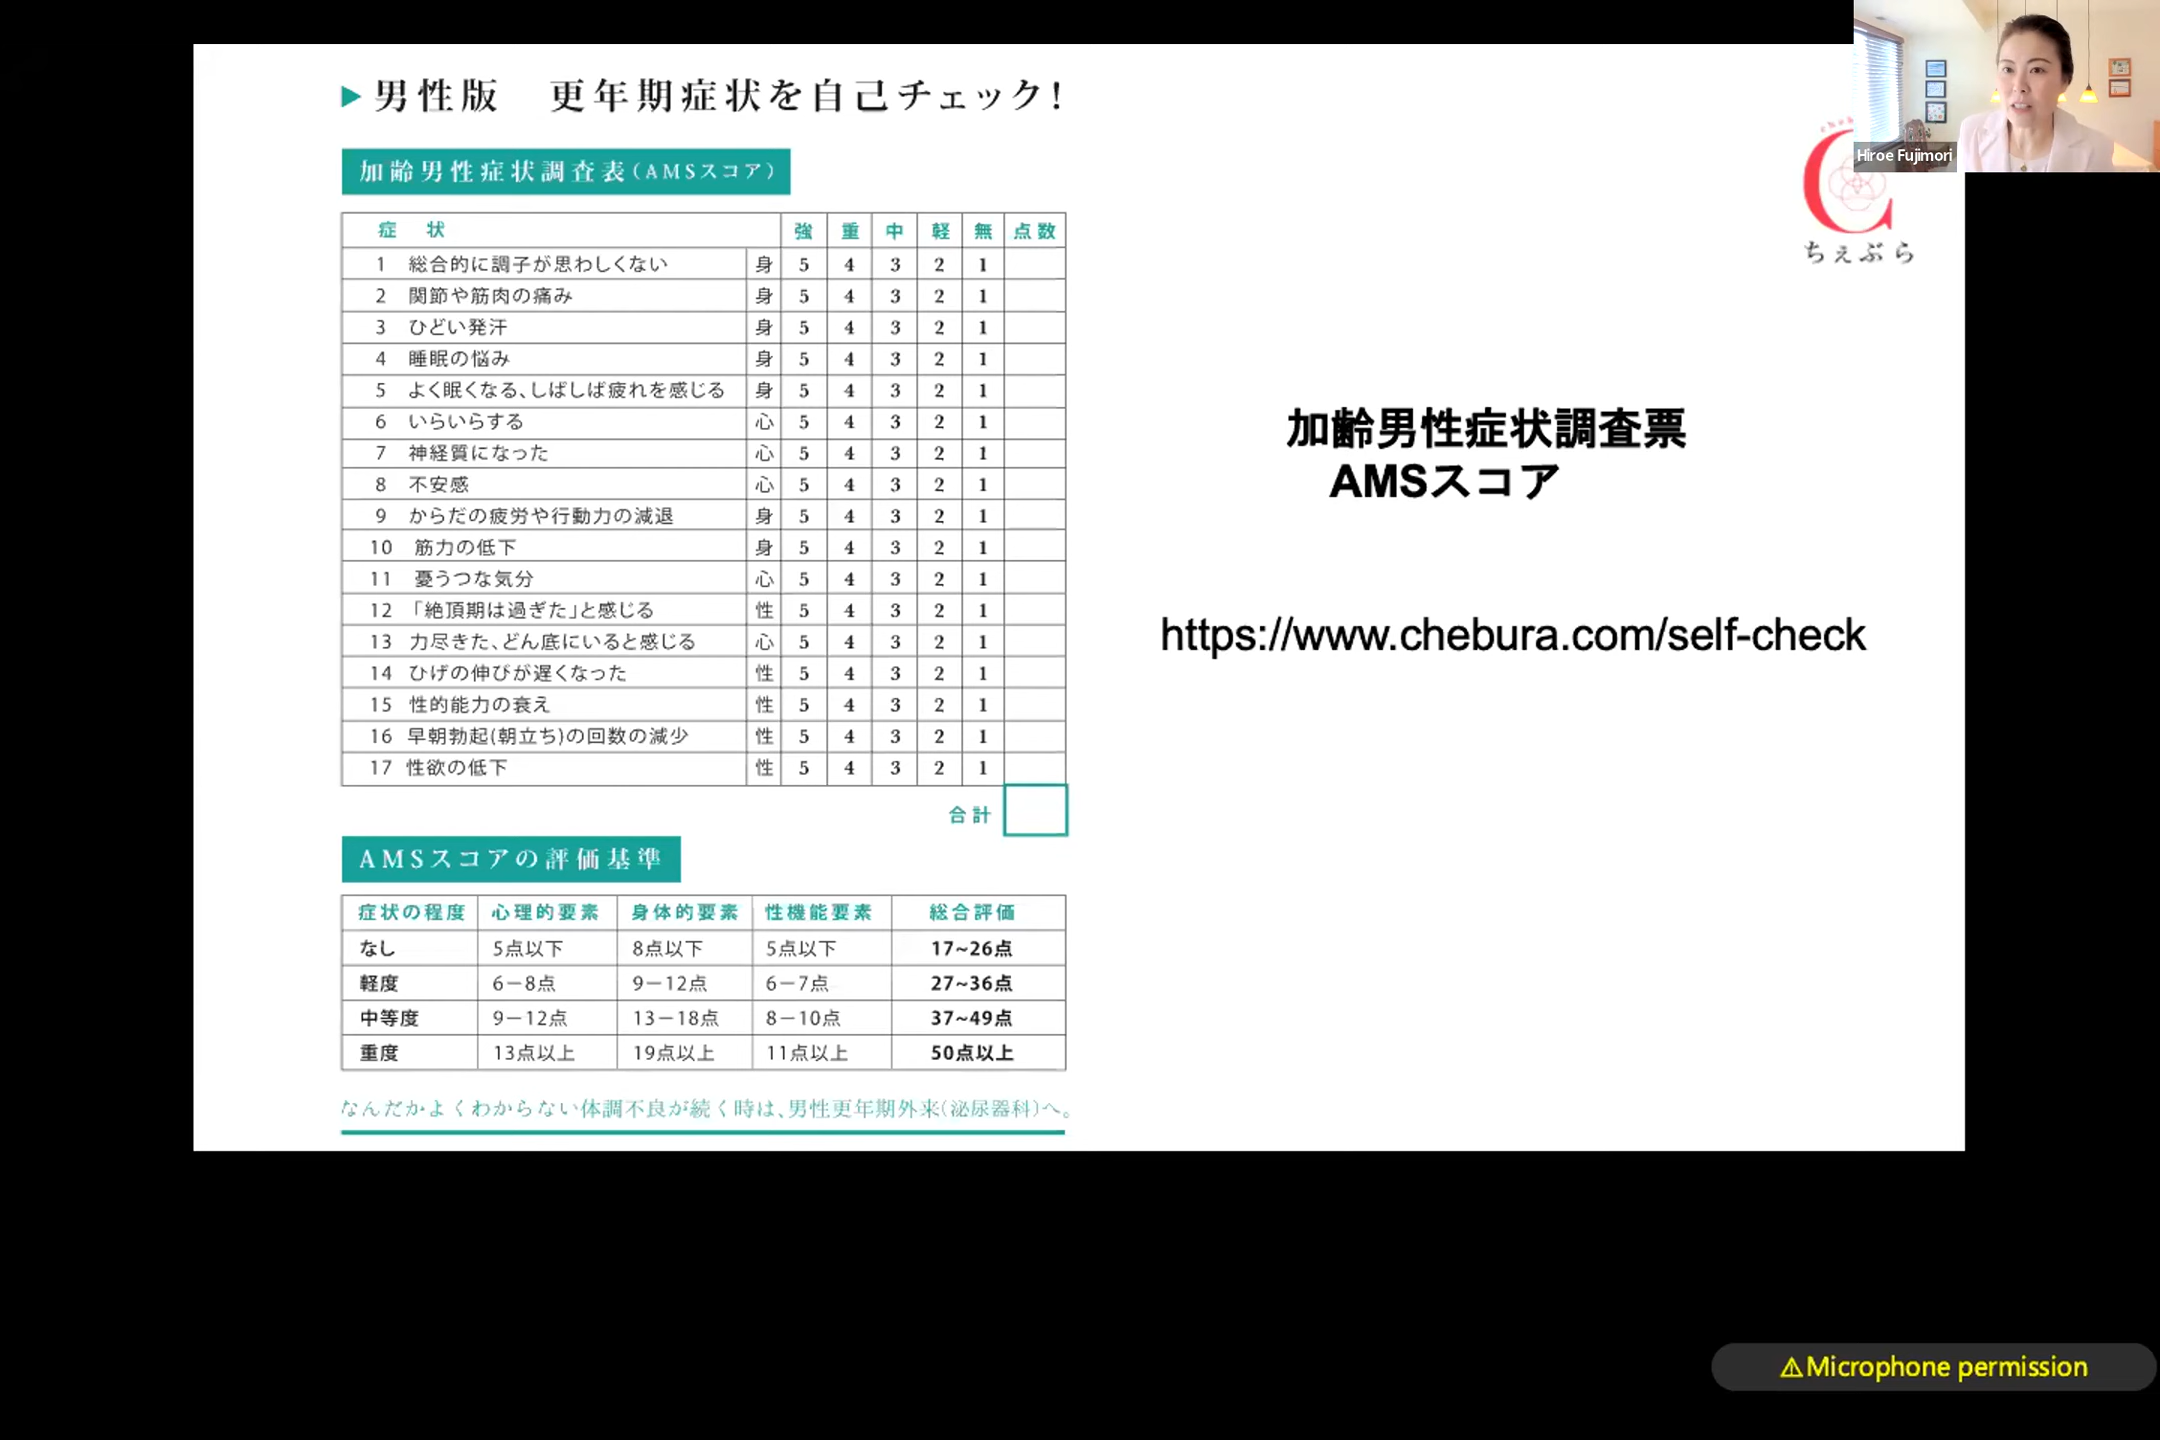 ▶男性版　更年期症状を自己チェック!
加齢男性症状調査表(AMSスコア)
症　状　強　重　中　軽　無　点数
1 総合的に調子が思わしくない 身 5 4 3 2 1
2 関節や筋肉の痛み 身 5 4 3 2 1
3 ひどい発汗 身 5 4 3 2 1
4 睡眠の悩み 身 5 4 3 2 1
5 よく眠くなる、しばしば疲れを感じる 身 5 4 3 2 1
6 いらいらする 心 5 4 3 2 1
7 神経質になった 心 5 4 3 2 1
8 不安感 心 5 4 3 2 1
9 からだの疲労や行動力の減退 身 5 4 3 2 1
10 筋力の低下 身 5 4 3 2 1
11 憂うつな気分 心 5 4 3 2 1
12 「絶頂期は過ぎた」と感じる 性 5 4 3 2 1
13 力尽きた、どん底にいると感じる 心 5 4 3 2 1
14 ひげの伸びが遅くなった 性 5 4 3 2 1
15 性的能力の衰え 性 5 4 3 2 1
16 早朝勃起(朝立ち)の回数の減少 性 5 4 3 2 1
17 性欲の低下 性 5 4 3 2 1
合計
AMSスコアの評価基準
症状の程度 心理的要素 身体的要素 性機能要素 総合評価
なし 5点以下 8点以下 5点以下 17~26点
軽度 6−8点 9−12点 6−7点 27~36点
中等度 9−12点 13−18点 8−10点 37~49点
重度 13点以上 19点以上 11点以上 50点以上
なんだかよくわからない体調不良が続く時は、男性更年期外来(泌尿器科)へ。
Hiroe Fujimori
ちぇぶら
加齢男性症状調査票
AMSスコア
https://www.chebura.com/self-check
⚠Microphone permission